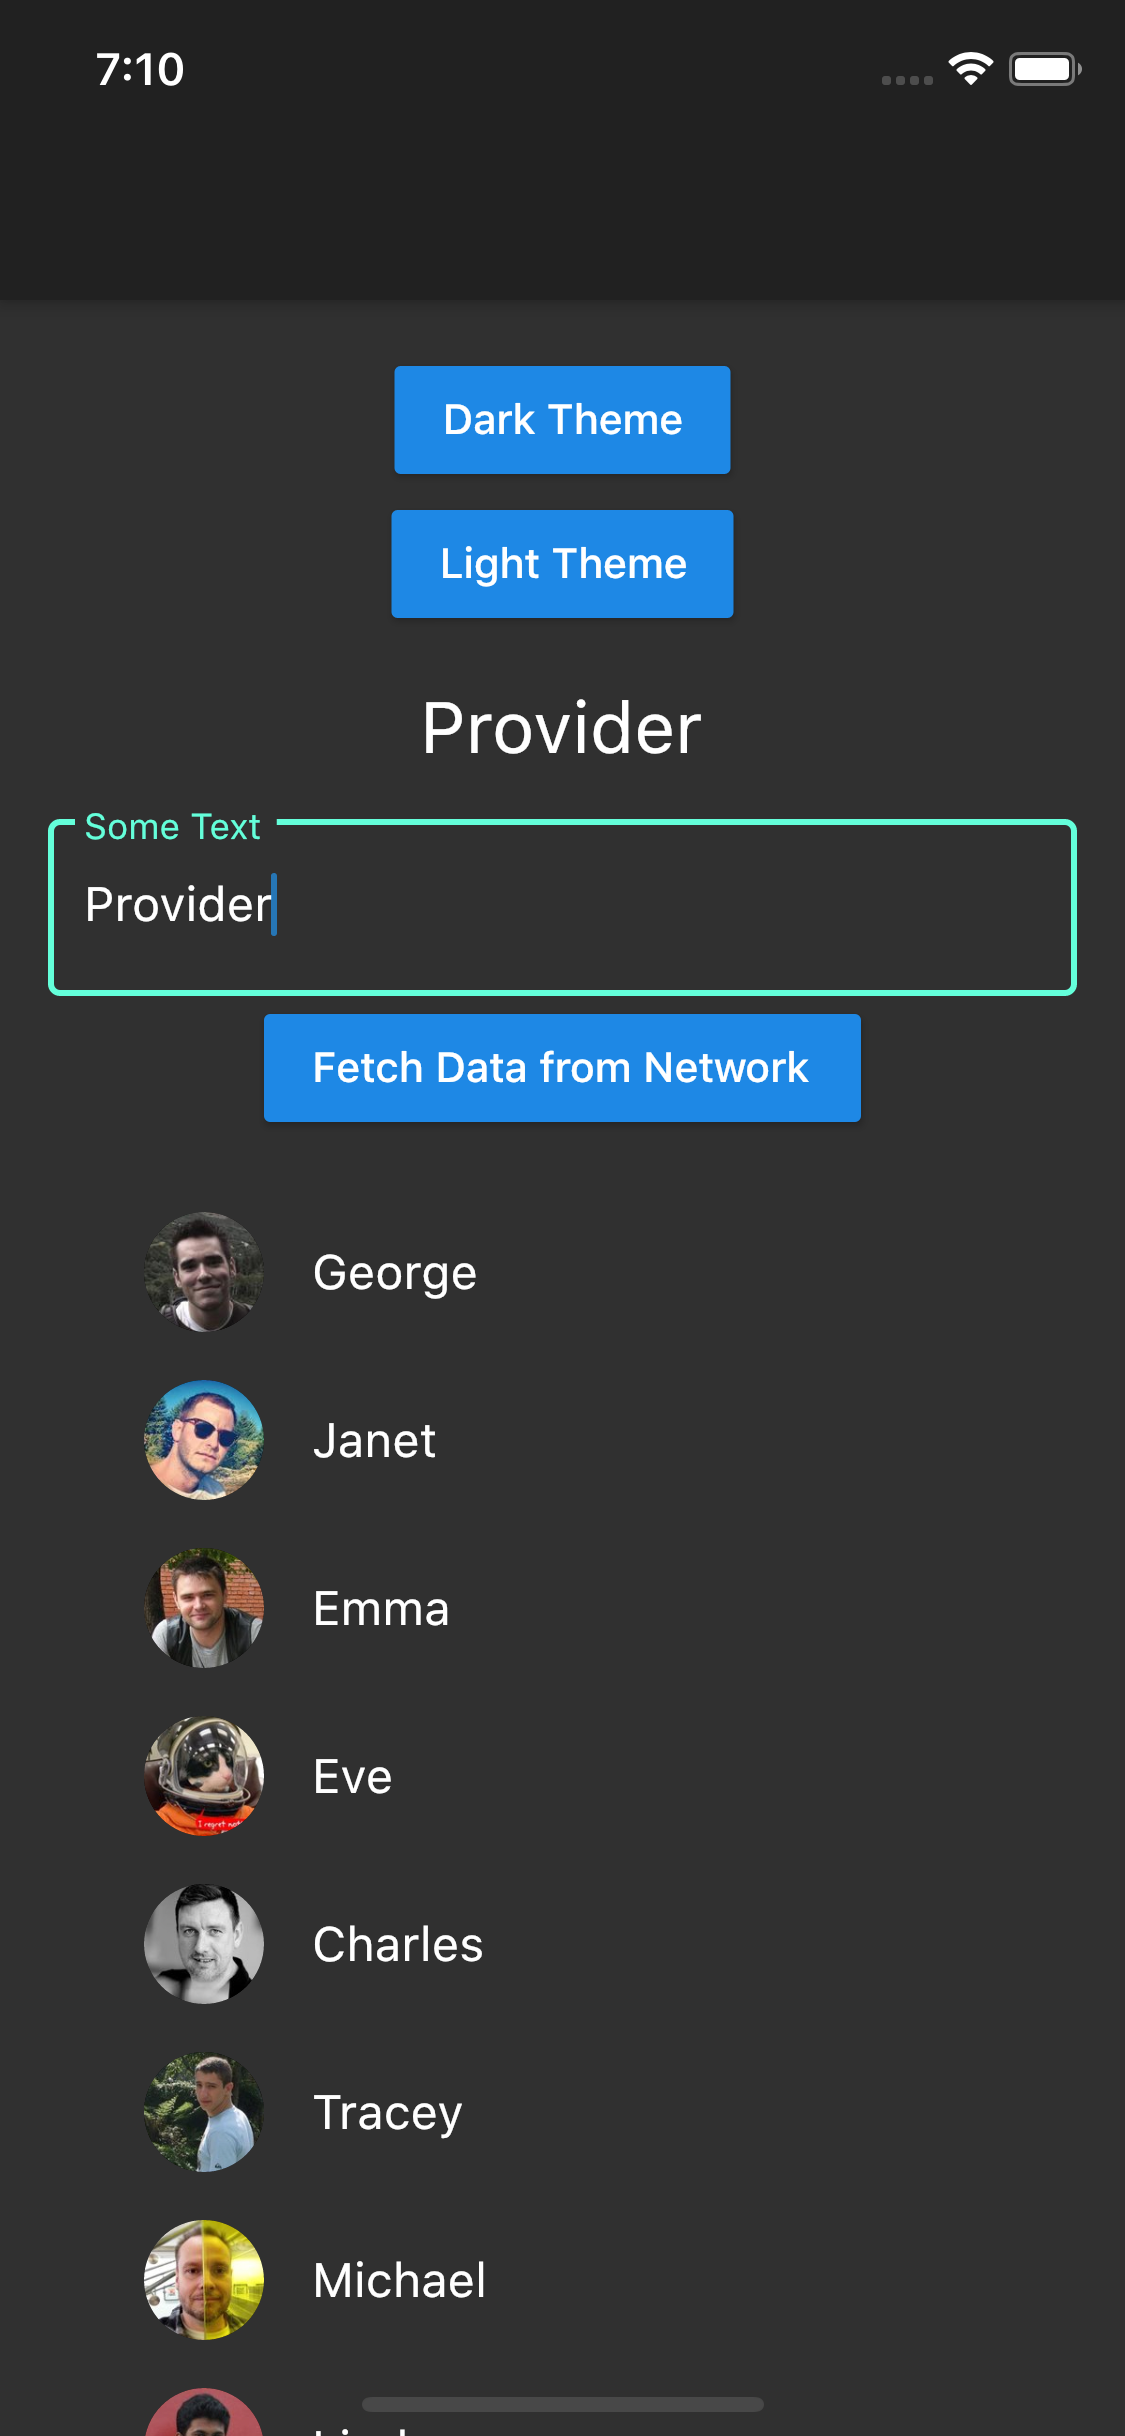 7:10
Dark Theme
Light Theme
Provider
Some Text
Provider
Fetch Data from Network
George
Janet
Emma
Eve
I regret
Charles
Tracey
Michael